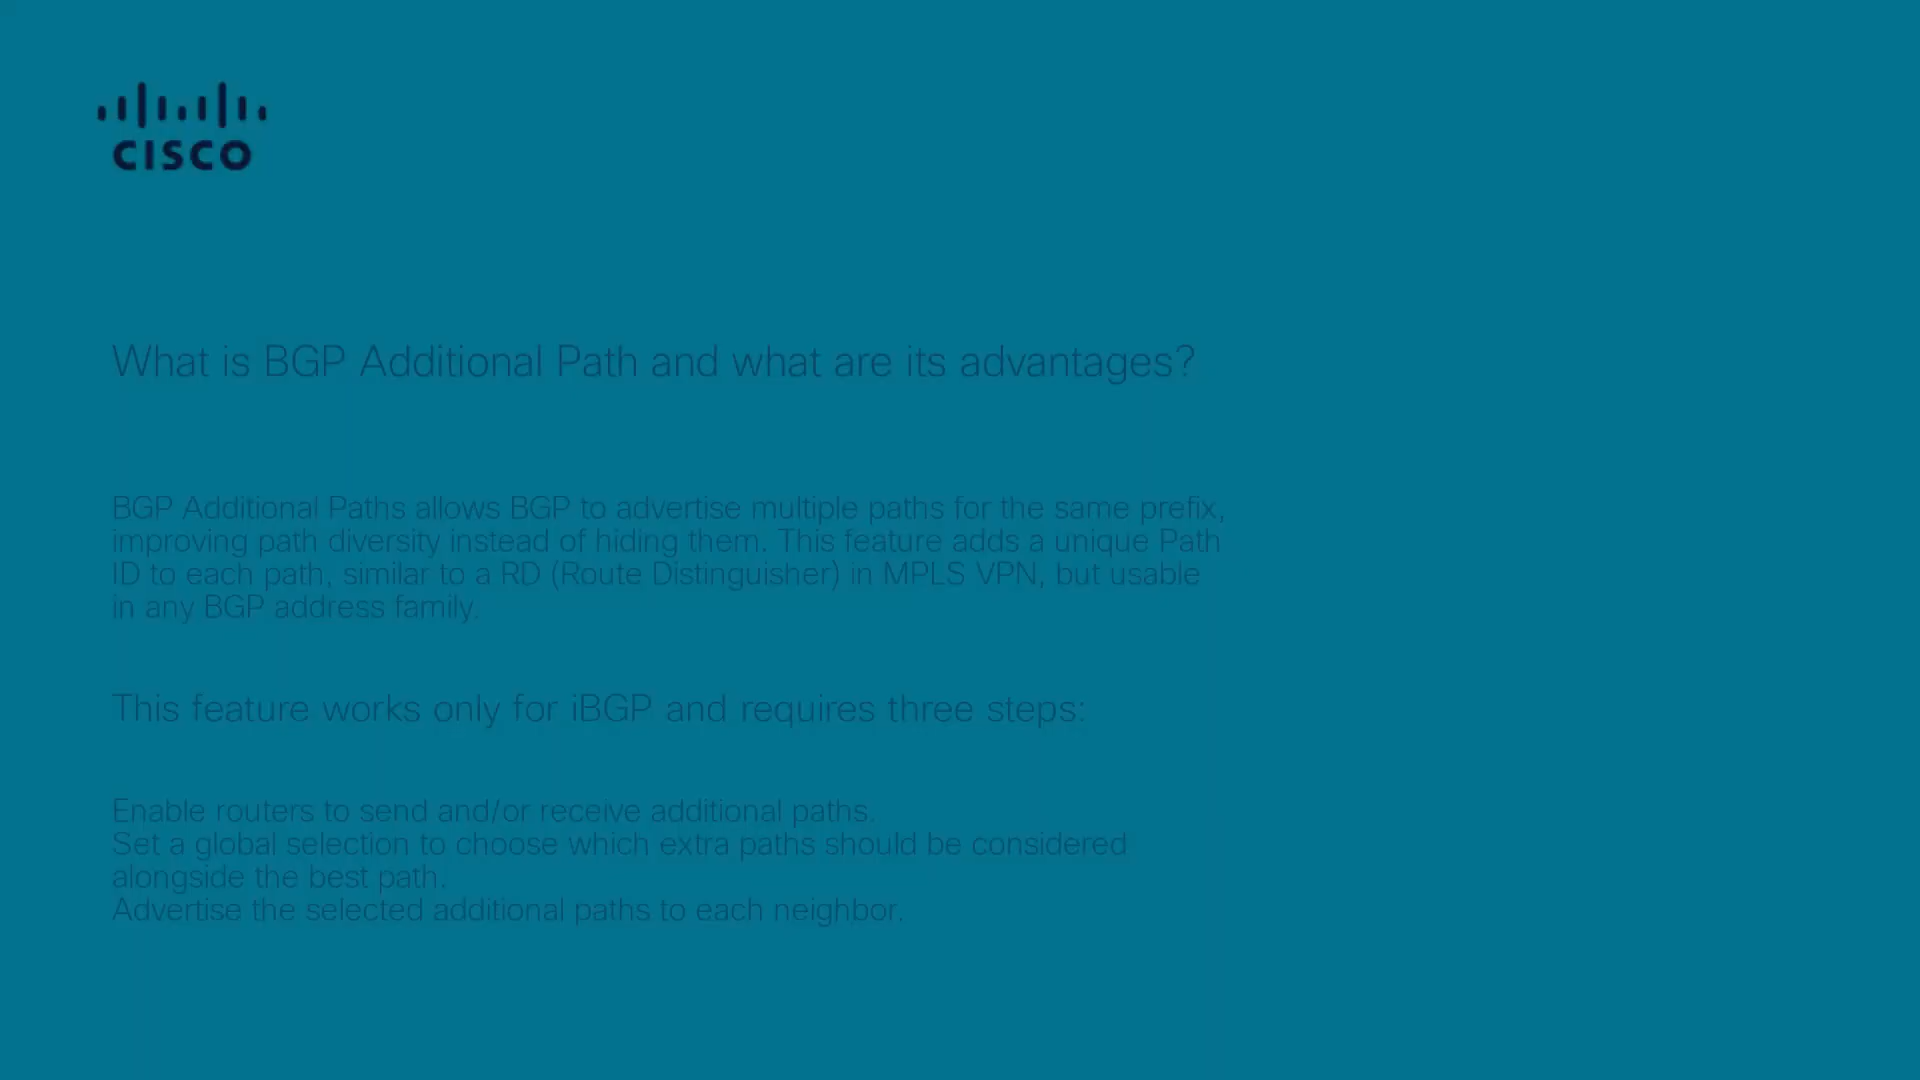 CISCO
What is BGP Additional Path and what are its advantages?
BGP Additional Paths allows BGP to advertise multiple paths for the same prefix,
improving path diversity instead of hiding them. This feature adds a unique Path
ID to each path, similar to a RD (Route Distinguisher) in MPLS VPN, but usable
in any BGP address family.
This feature works only for iBGP and requires three steps:
Enable routers to send and/or receive additional paths.
Set a global selection to choose which extra paths should be considered
alongside the best path.
Advertise the selected additional paths to each neighbor.